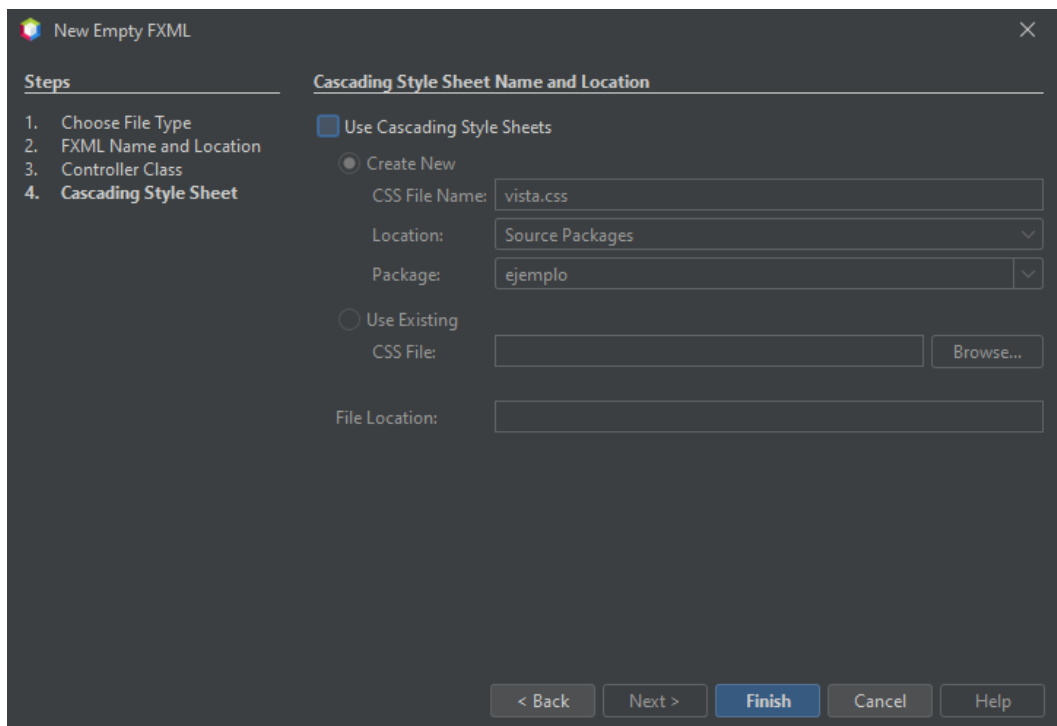 New Empty FXML
Steps
1. Choose File Type
2. FXML Name and Location
3. Controller Class
4. Cascading Style Sheet
Cascading Style Sheet Name and Location
Use Cascading Style Sheets
Create New
CSS File Name: vista.css
Location: Source Packages
Package: ejemplo
Use Existing
CSS File: Browse...
File Location:
< Back Next > Finish Cancel Help